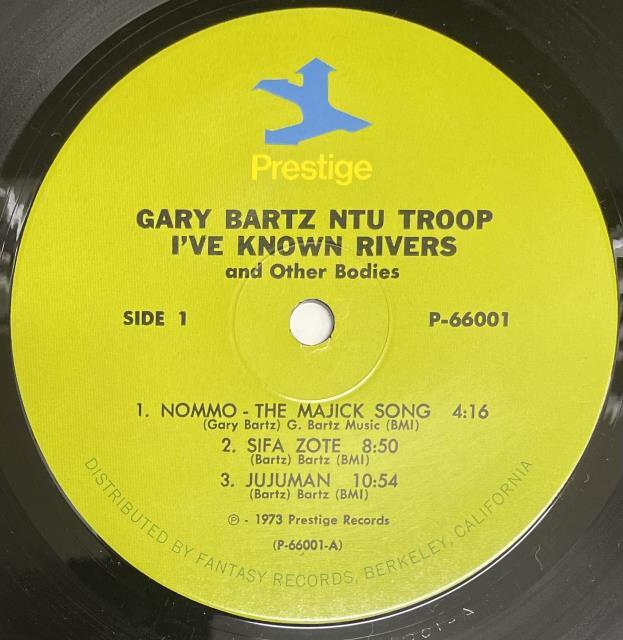 Prestige
GARY BARTZ NTU TROOP
I'VE KNOWN RIVERS
and Other Bodies
SIDE 1
P-66001
1. NOMMO - THE MAJICK SONG 4:16
(Gary Bartz) G. Bartz Music (BMI)
2. SIFA ZOTE 8:50
(Bartz) Bartz (BMI)
3. JUJUMAN 10:54
(Bartz) Bartz (BMI)
℗ - 1973 Prestige Records
(P-66001-A)
DISTRIBUTED BY FANTASY RECORDS, BERKELEY, CALIFORNIA